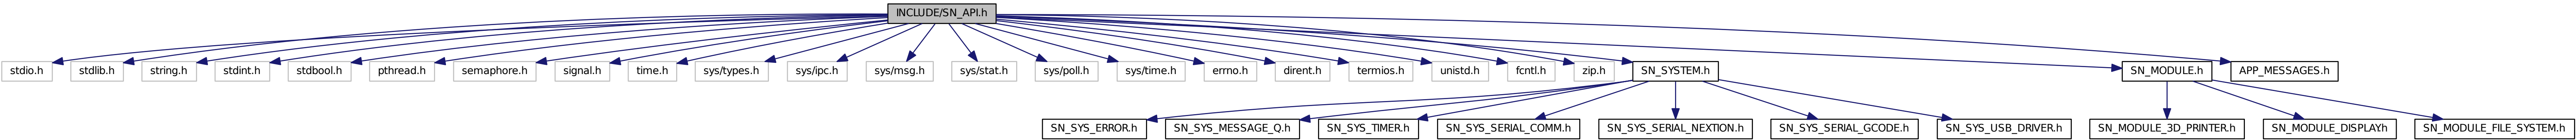 INCLUDE/SN_API.h
stdio.h
stdlib.h
string.h
stdint.h
stdbool.h
pthread.h
semaphore.h
signal.h
time.h
sys/types.h
sys/ipc.h
sys/msg.h
sys/stat.h
sys/poll.h
sys/time.h
errno.h
dirent.h
termios.h
unistd.h
fcntl.h
zip.h
SN_SYSTEM.h
SN_MODULE.h
APP_MESSAGES.h
SN_SYS_ERROR.h
SN_SYS_MESSAGE_Q.h
SN_SYS_TIMER.h
SN_SYS_SERIAL_COMM.h
SN_SYS_SERIAL_NEXTION.h
SN_SYS_SERIAL_GCODE.h
SN_SYS_USB_DRIVER.h
SN_MODULE_3D_PRINTER.h
SN_MODULE_DISPLAY.h
SN_MODULE_FILE_SYSTEM.h